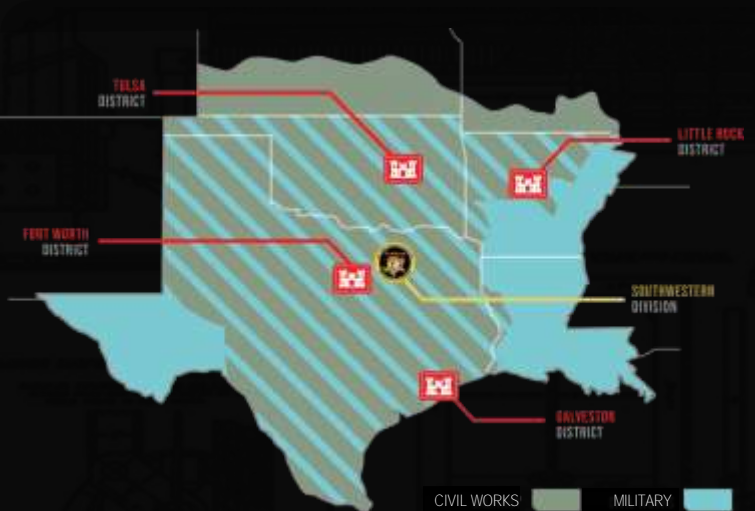 TULSA
DISTRICT
LITTLE ROCK
DISTRICT
FORT WORTH
DISTRICT
SOUTHWESTERN
DIVISION
GALVESTON
DISTRICT
CIVIL WORKS
MILITARY